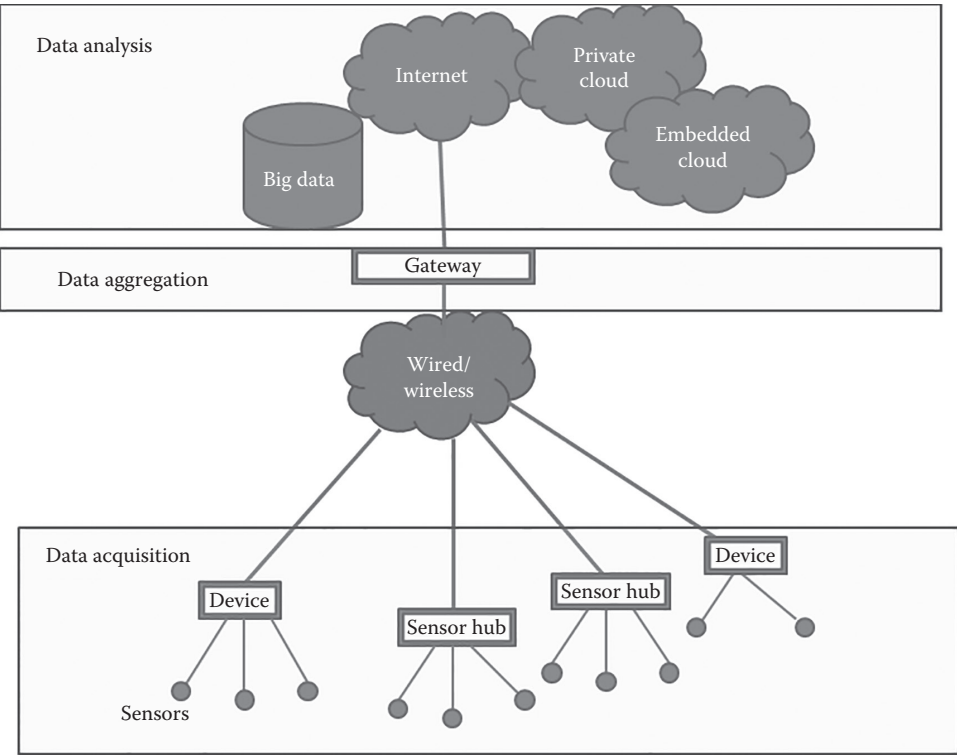 Data analysis
Internet
Private
cloud
Embedded
cloud
Big data
Gateway
Data aggregation
Wired/
wireless
Data acquisition
Device
Device
Sensor hub
Sensor hub
Sensors